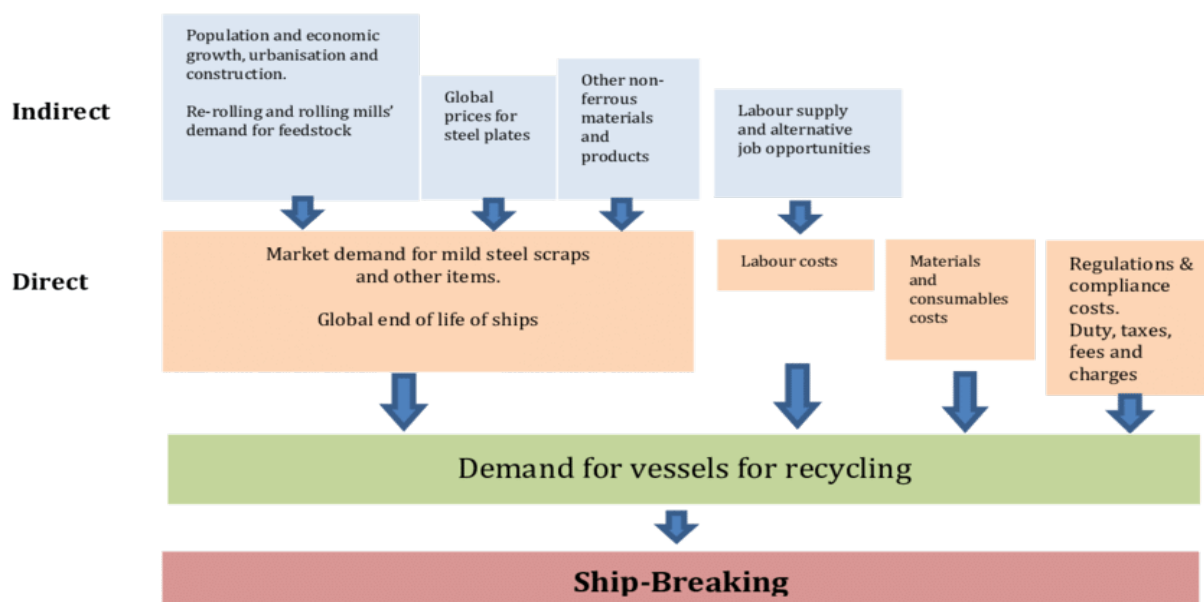 Indirect
Population and economic
growth, urbanisation and
construction.
Re-rolling and rolling mills'
demand for feedstock
Global
prices for
steel plates
Other non-
ferrous
materials
and
products
Labour supply
and alternative
job opportunities
Direct
Market demand for mild steel scraps
and other items.
Global end of life of ships
Labour costs
Materials
and
consumables
costs
Regulations &
compliance
costs.
Duty, taxes,
fees and
charges
Demand for vessels for recycling
Ship-Breaking